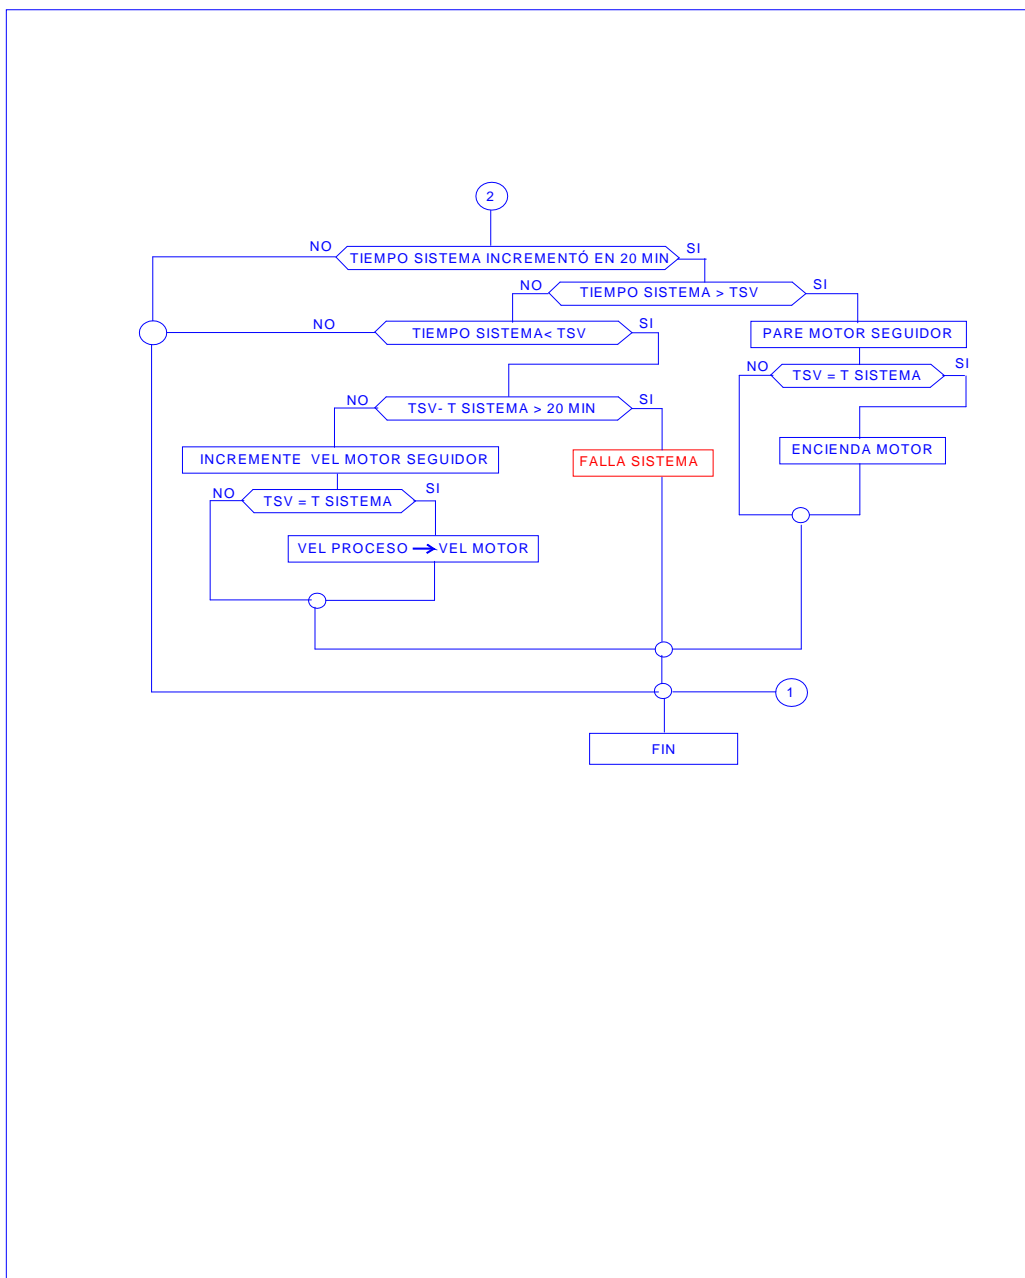 2
NO
SI
TIEMPO SISTEMA INCREMENTÓ EN 20 MIN
NO
SI
TIEMPO SISTEMA > TSV
NO
SI
TIEMPO SISTEMA< TSV
PARE MOTOR SEGUIDOR
NO
SI
TSV = T SISTEMA
NO
SI
TSV- T SISTEMA > 20 MIN
ENCIENDA MOTOR
INCREMENTE VEL MOTOR SEGUIDOR
FALLA SISTEMA
NO
SI
TSV = T SISTEMA
VEL PROCESO → VEL MOTOR
1
FIN